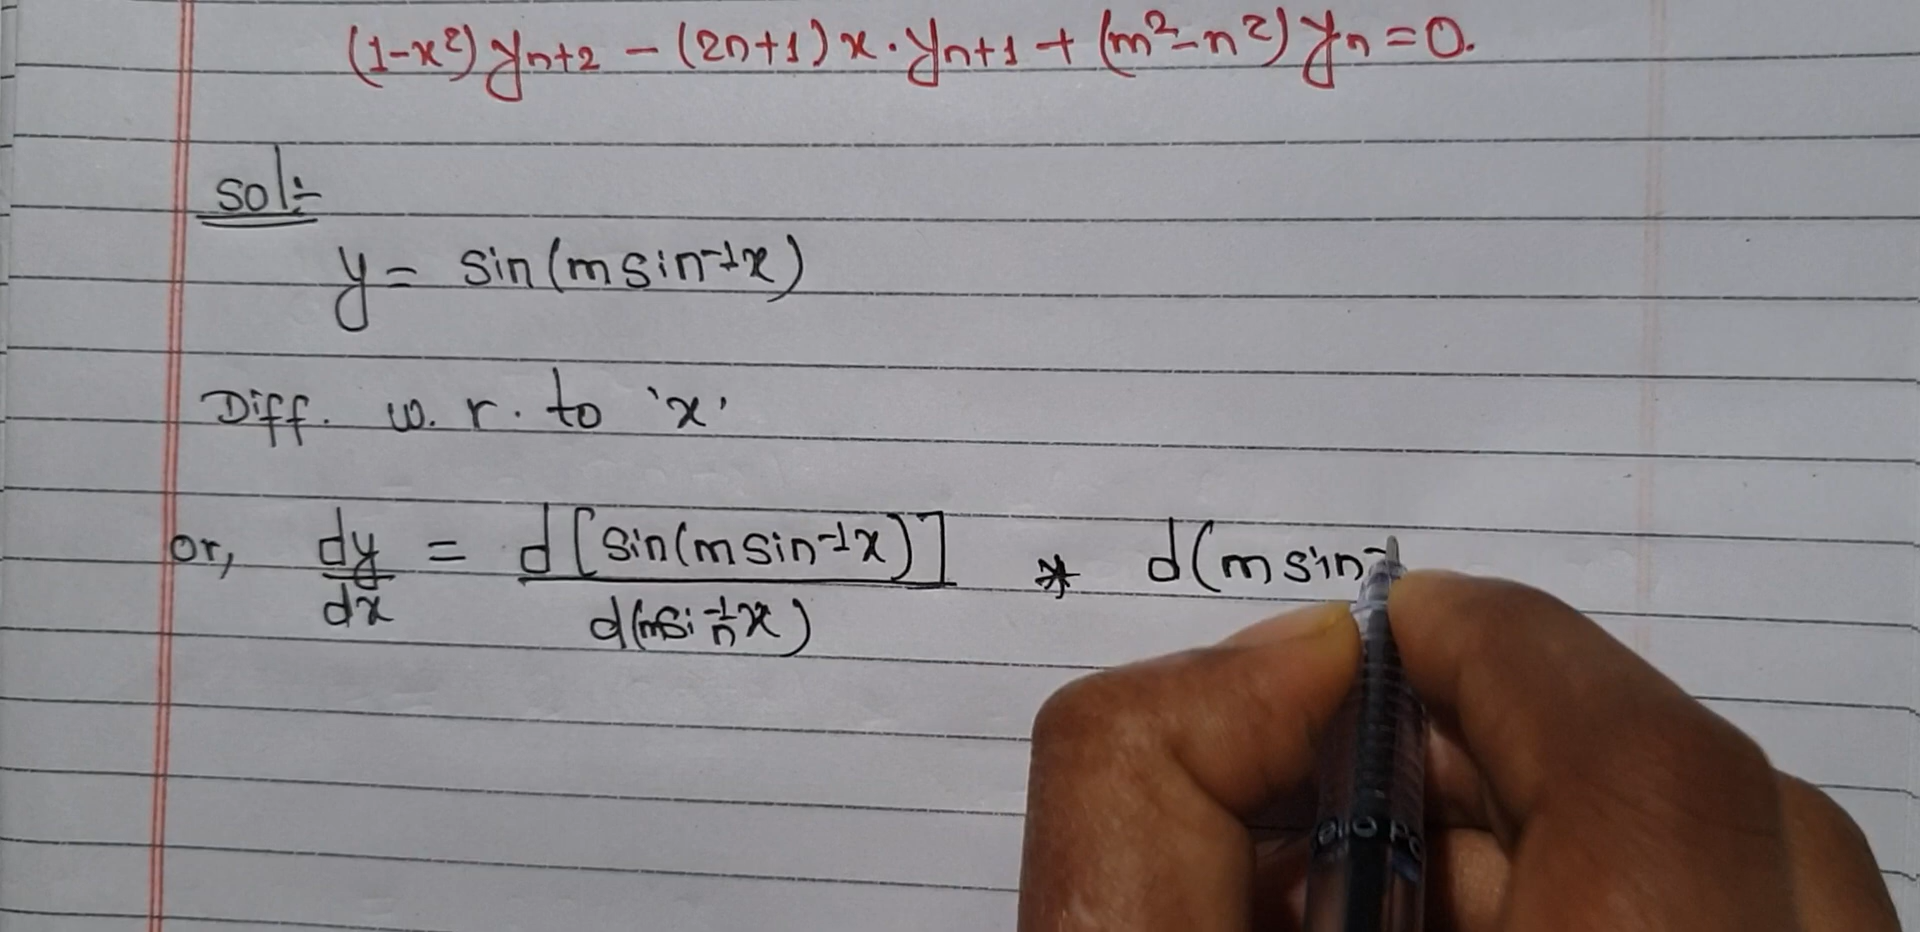 (1-x²) yn+2 - (2n+1) x · yn+1 + (m²-n²) yn = 0.
Sol:-
y = sin(m sin⁻¹x)
Diff. w. r. to 'x'
or, dy/dx = d[sin(m sin⁻¹x)]/d(m sin⁻¹x) * d(m sin⁻